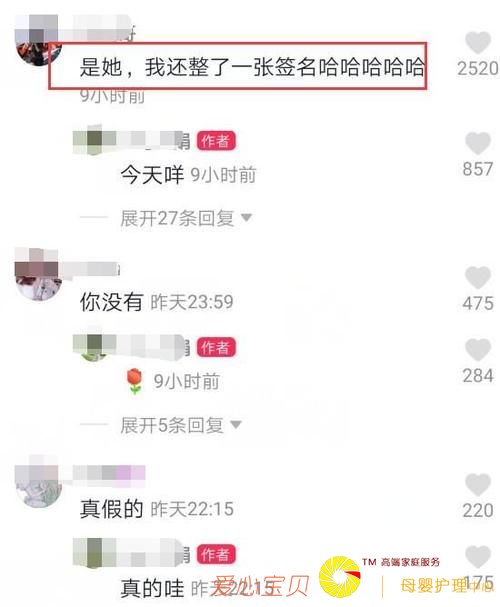 是她，我还整了一张签名哈哈哈哈哈
2520
9小时前
作者
今天咩 9小时前
857
展开27条回复
你没有 昨天23:59
475
作者
9小时前
284
展开5条回复
真假的 昨天22:15
220
作者
真的哇 昨天22:15
175
爱心宝贝
TM 高端家庭服务
母婴护理中心